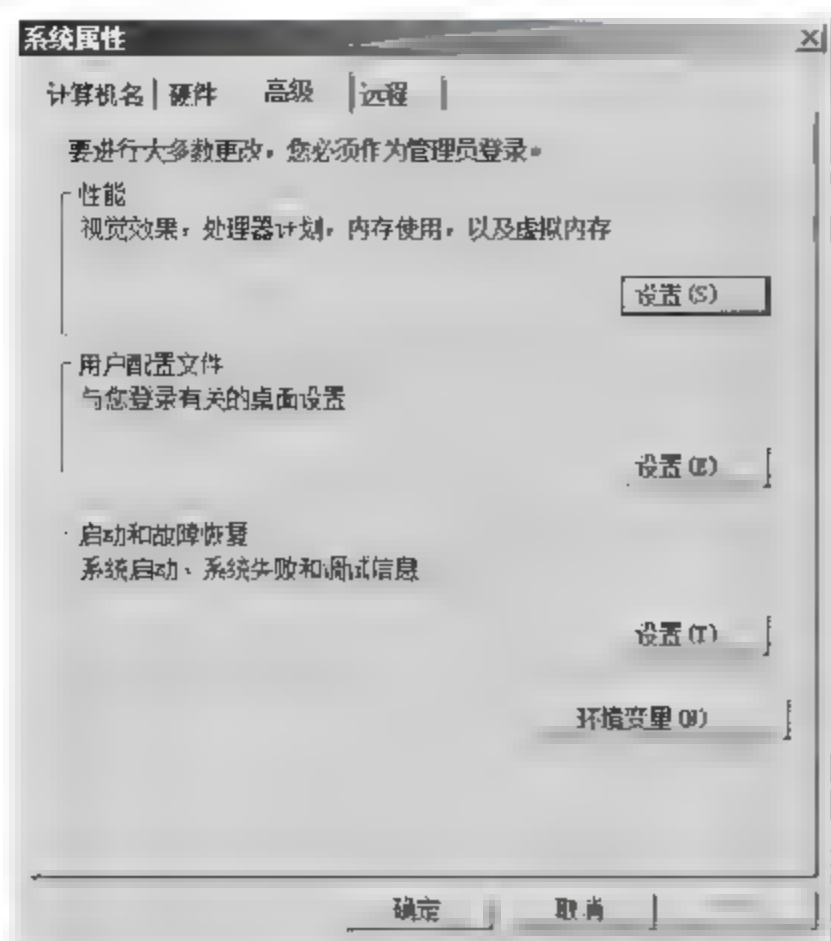 系统属性
计算机名 硬件 高级 远程
要进行大多数更改，您必须作为管理员登录。
性能
视觉效果，处理器计划，内存使用，以及虚拟内存
设置(S)
用户配置文件
与您登录有关的桌面设置
设置(E)
启动和故障恢复
系统启动、系统失败和调试信息
设置(T)
环境变量(N)
确定 取消